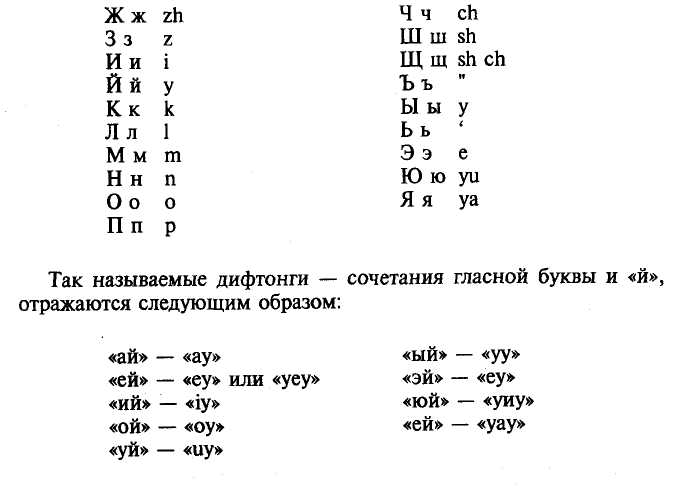 Ж ж zh
З з z
И и i
Й й y
К к k
Л л l
М м m
Н н n
О о o
П п p
Ч ч ch
Ш ш sh
Щ щ sh ch
Ъ ъ "
Ы ы y
Ь ь ‘
Э э e
Ю ю yu
Я я ya
Так называемые дифтонги — сочетания гласной буквы и «й»,
отражаются следующим образом:
«ай» — «ay»
«ей» — «ey» или «yey»
«ий» — «iy»
«ой» — «oy»
«уй» — «uy»
«ый» — «yy»
«эй» — «ey»
«юй» — «уиу»
«ей» — «yay»